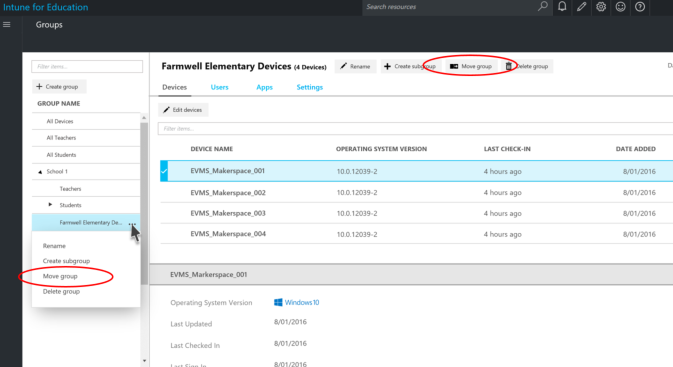 Intune for Education
Search resources
Groups
Filter items...
+ Create group
GROUP NAME
All Devices
All Teachers
All Students
School 1
Teachers
Students
Farmwell Elementary De... ...
Rename
Create subgroup
Move group
Delete group
Farmwell Elementary Devices (4 Devices)
Rename
+ Create subgroup
Move group
Delete group
Devices Users Apps Settings
Edit devices
Filter items...
DEVICE NAME OPERATING SYSTEM VERSION LAST CHECK-IN DATE ADDED
EVMS_Makerspace_001 10.0.12039-2 4 hours ago 8/01/2016
EVMS_Makerspace_002 10.0.12039-2 4 hours ago 8/01/2016
EVMS_Makerspace_003 10.0.12039-2 4 hours ago 8/01/2016
EVMS_Makerspace_004 10.0.12039-2 4 hours ago 8/01/2016
EVMS_Markerspace_001
Operating System Version Windows10
Last Updated 8/01/2016
Last Checked In 8/01/2016
Last Sign In 8/01/2016